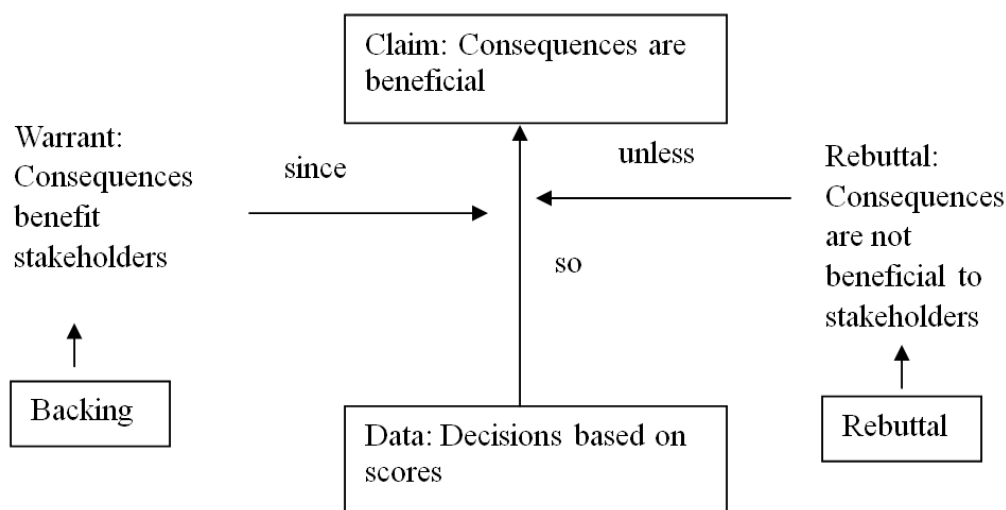 Claim: Consequences are
beneficial
Warrant:
Consequences
benefit
stakeholders
since
unless
Rebuttal:
Consequences
are not
beneficial to
stakeholders
so
Backing
Data: Decisions based on
scores
Rebuttal